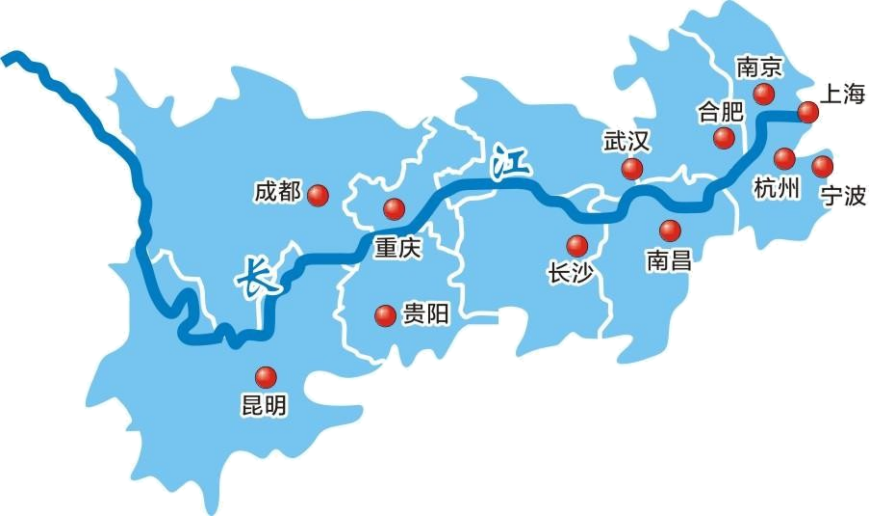 南京
上海
合肥
武汉
江
杭州
宁波
成都
重庆
长沙
南昌
长
贵阳
昆明